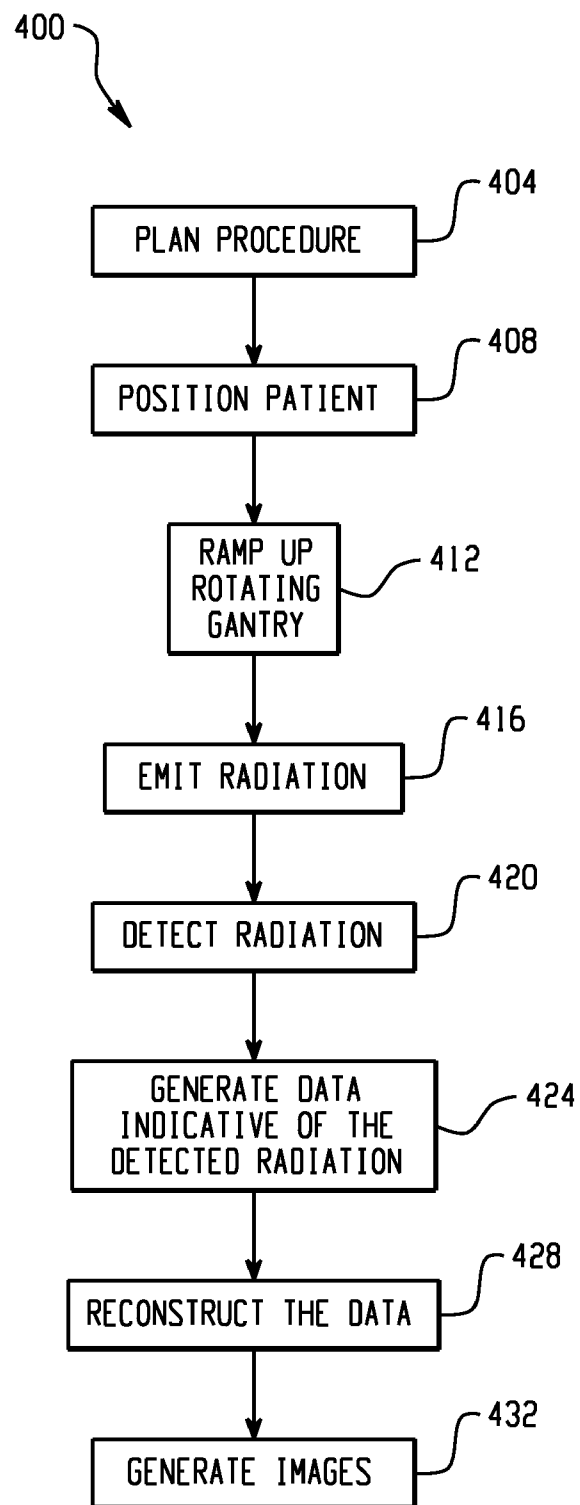 400
404
PLAN PROCEDURE
408
POSITION PATIENT
RAMP UP
ROTATING
GANTRY
412
416
EMIT RADIATION
420
DETECT RADIATION
GENERATE DATA
INDICATIVE OF THE
DETECTED RADIATION
424
428
RECONSTRUCT THE DATA
432
GENERATE IMAGES